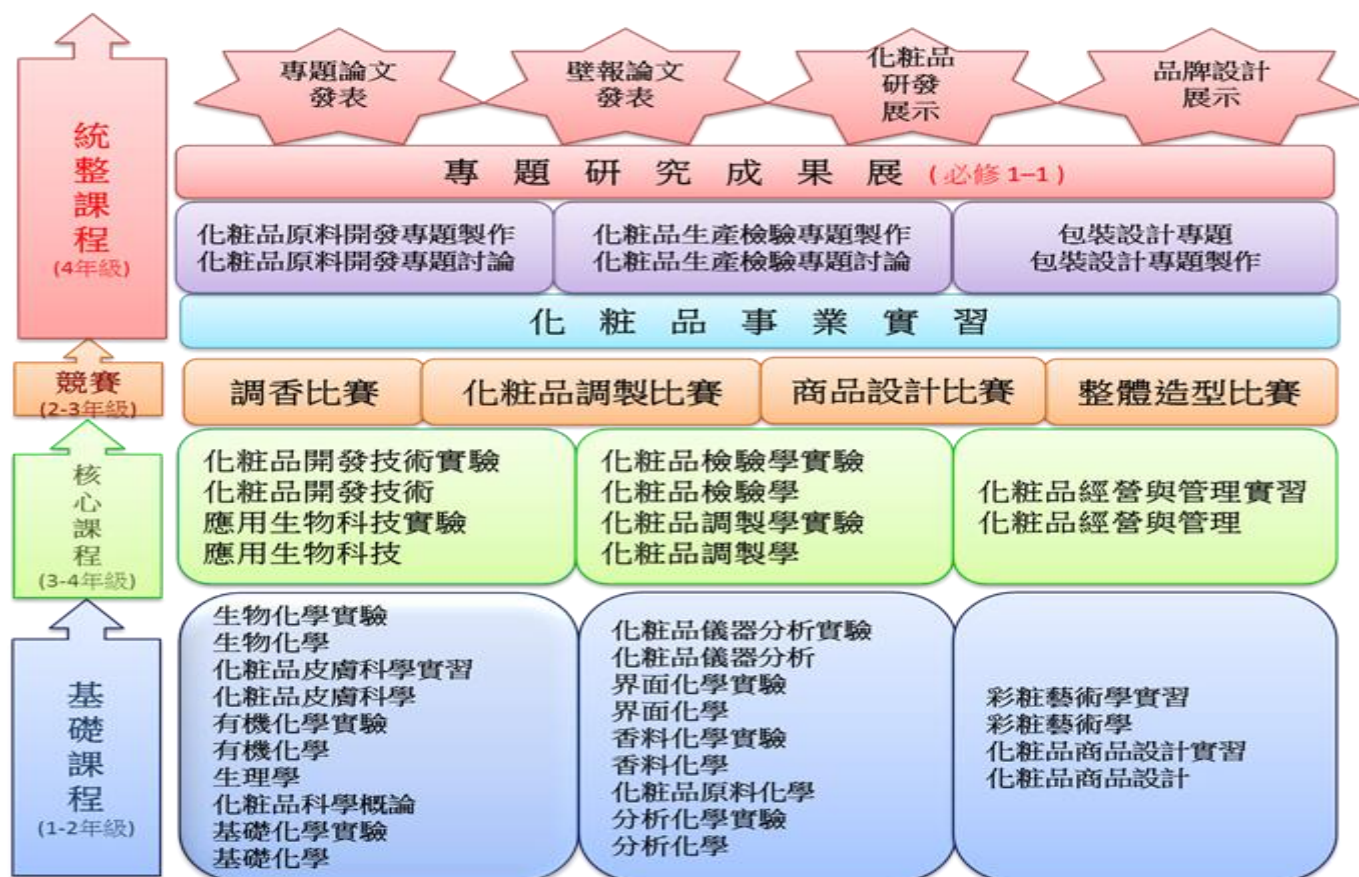 專題論文
發表
壁報論文
發表
化粧品
研發
展示
品牌設計
展示
統
整
課
程
(4年級)
專題研究成果展(必修1–1)
化粧品原料開發專題製作
化粧品原料開發專題討論
化粧品生產檢驗專題製作
化粧品生產檢驗專題討論
包裝設計專題
包裝設計專題製作
化粧品事業實習
競賽
(2-3年級)
調香比賽
化粧品調製比賽
商品設計比賽
整體造型比賽
核
心
課
程
(3-4年級)
化粧品開發技術實驗
化粧品開發技術
應用生物科技實驗
應用生物科技
化粧品檢驗學實驗
化粧品檢驗學
化粧品調製學實驗
化粧品調製學
化粧品經營與管理實習
化粧品經營與管理
基
礎
課
程
(1-2年級)
生物化學實驗
生物化學
化粧品皮膚科學實習
化粧品皮膚科學
有機化學實驗
有機化學
生理學
化粧品科學概論
基礎化學實驗
基礎化學
化粧品儀器分析實驗
化粧品儀器分析
界面化學實驗
界面化學
香料化學實驗
香料化學
化粧品原料化學
分析化學實驗
分析化學
彩粧藝術學實習
彩粧藝術學
化粧品商品設計實習
化粧品商品設計